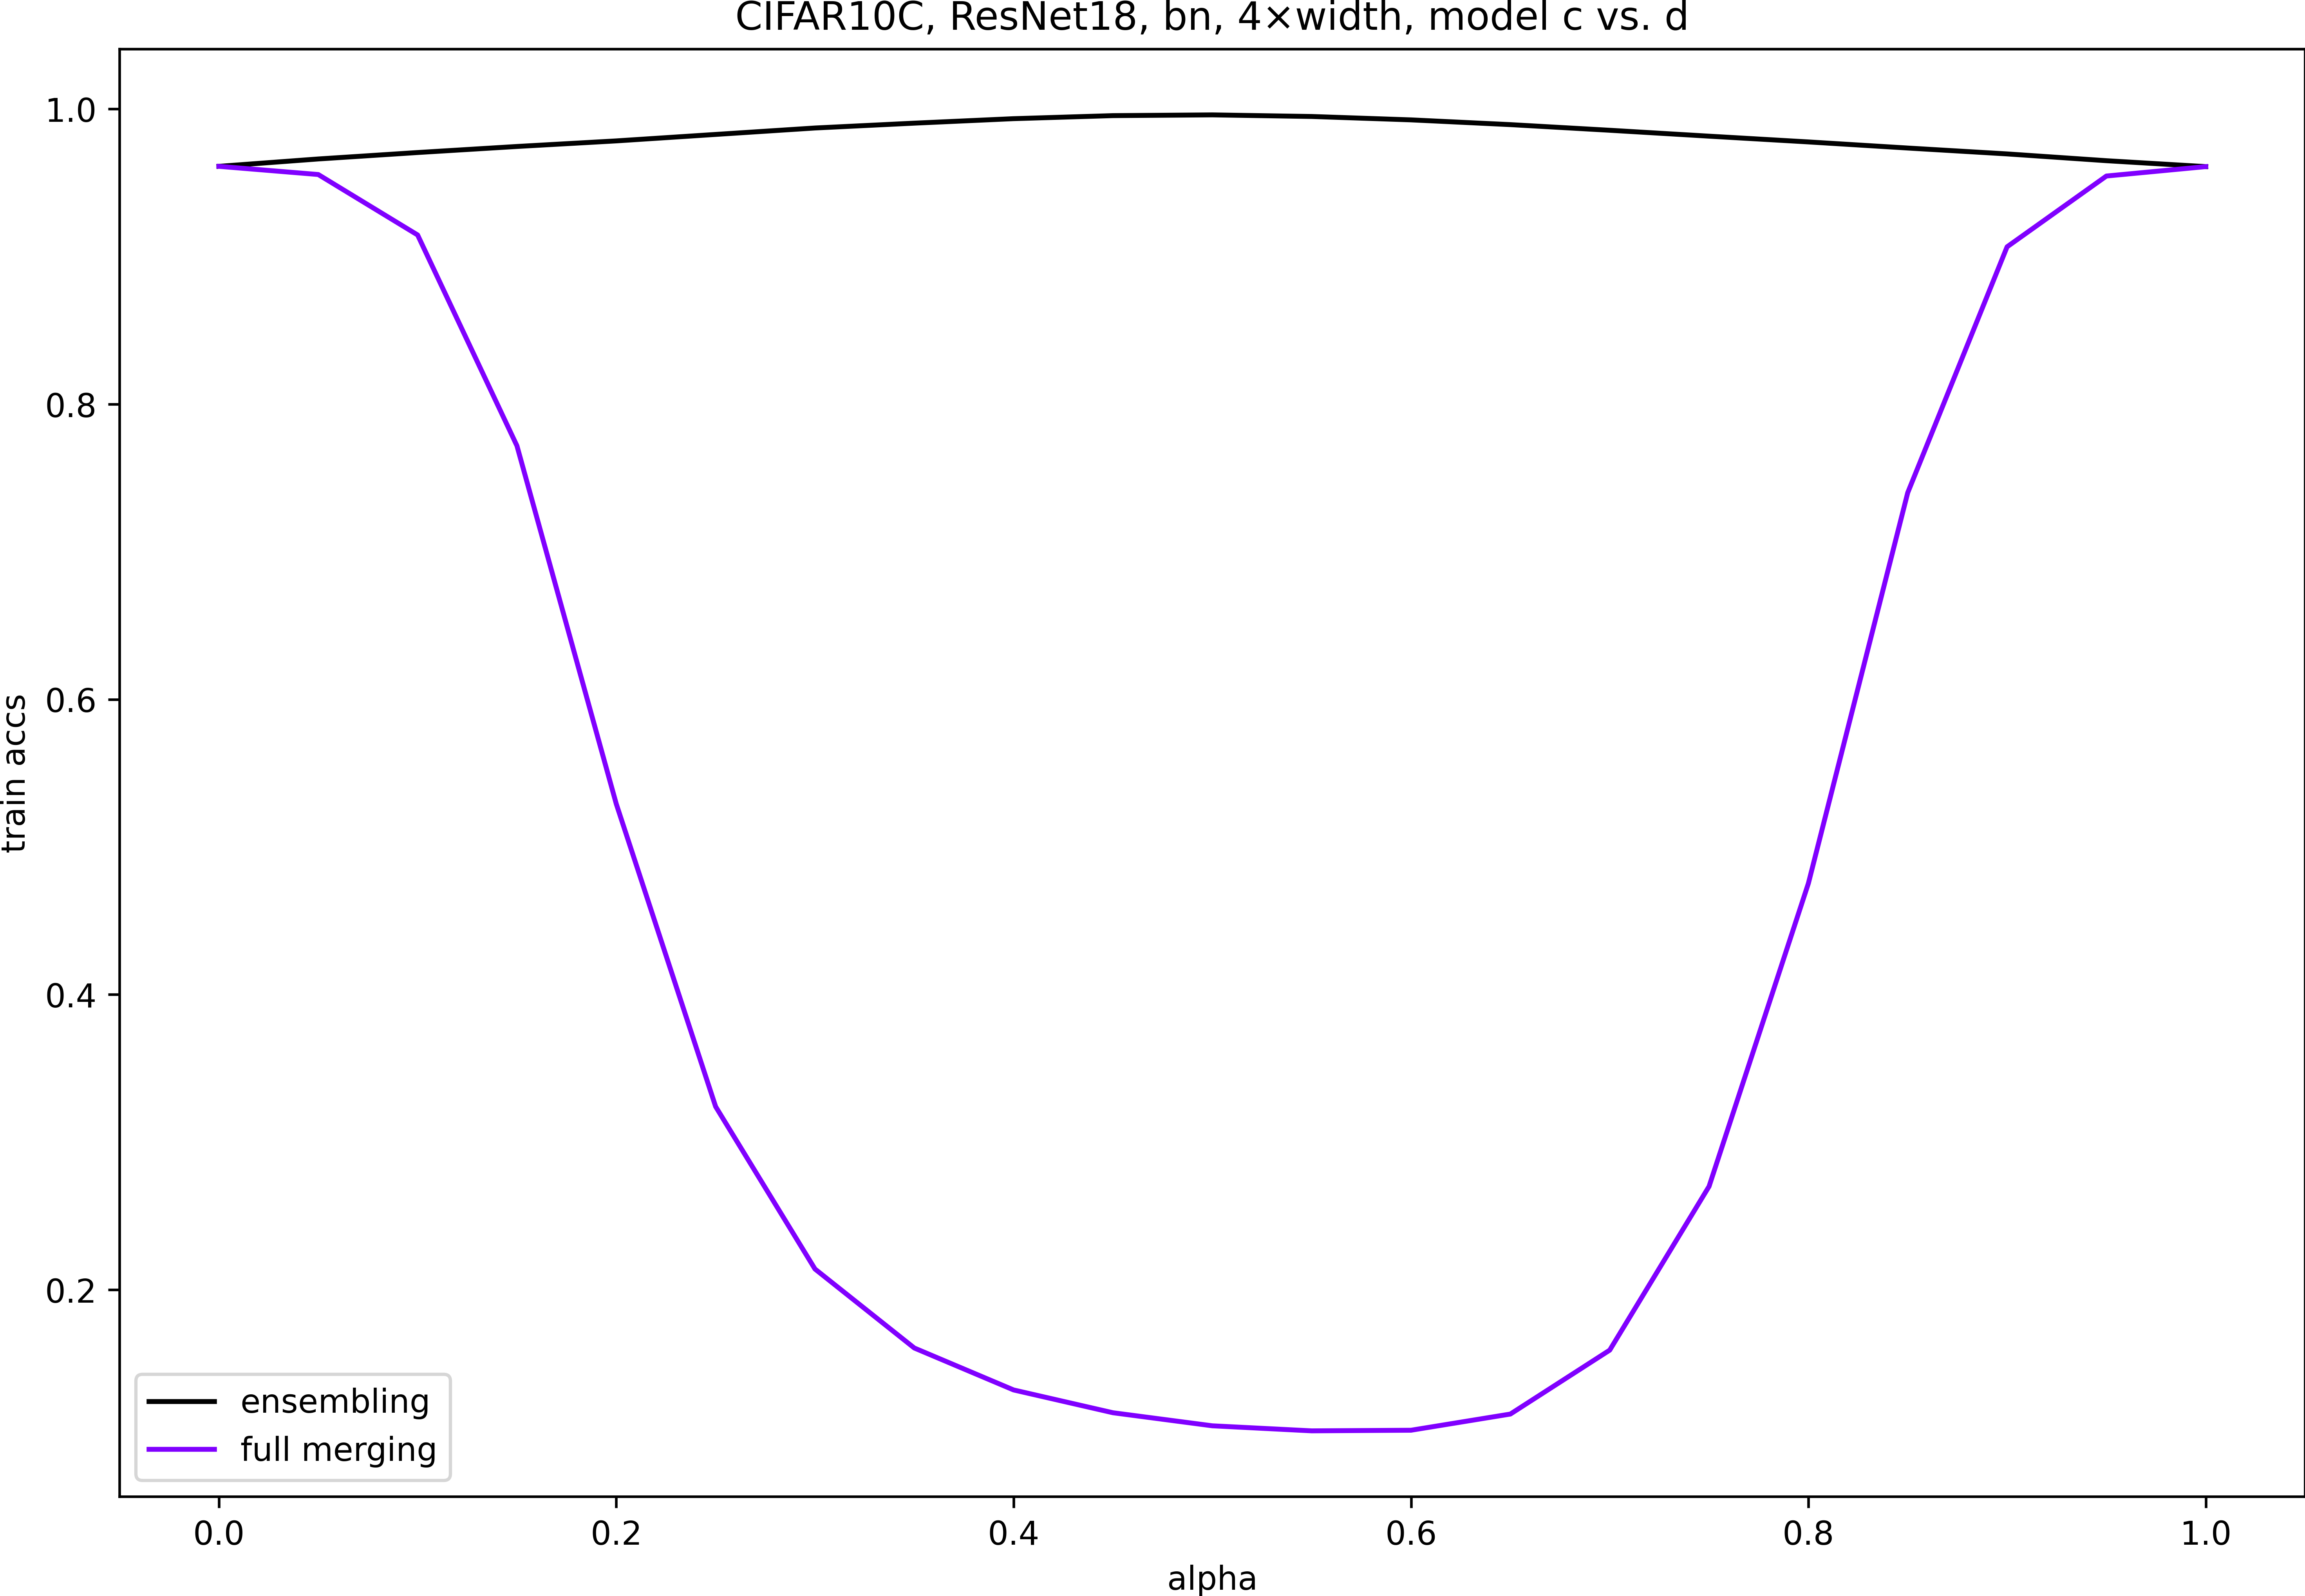 CIFAR10C, ResNet18, bn, 4×width, model c vs. d
1.0
0.8
0.6
0.4
0.2
train accs
ensembling
full merging
0.0
0.2
0.4
0.6
0.8
1.0
alpha